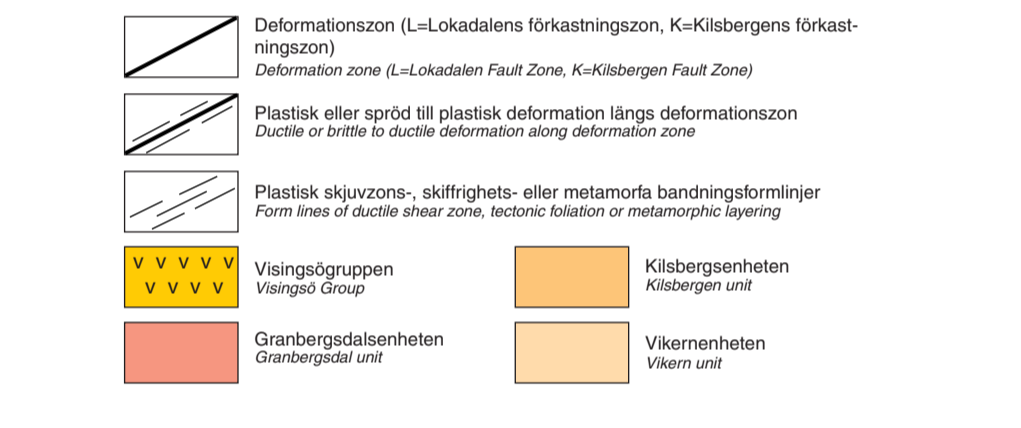 Deformationszon (L=Lokadalens förkastningszon, K=Kilsbergens förkast-
ningszon)
Deformation zone (L=Lokadalen Fault Zone, K=Kilsbergen Fault Zone)
Plastisk eller spröd till plastisk deformation längs deformationszon
Ductile or brittle to ductile deformation along deformation zone
Plastisk skjuvzons-, skiffrighets- eller metamorfa bandningsformlinjer
Form lines of ductile shear zone, tectonic foliation or metamorphic layering
v v v v v
v v v v
Visingsögruppen
Visingsö Group
Kilsbergsenheten
Kilsbergen unit
Granbergsdalsenheten
Granbergsdal unit
Vikernenheten
Vikern unit